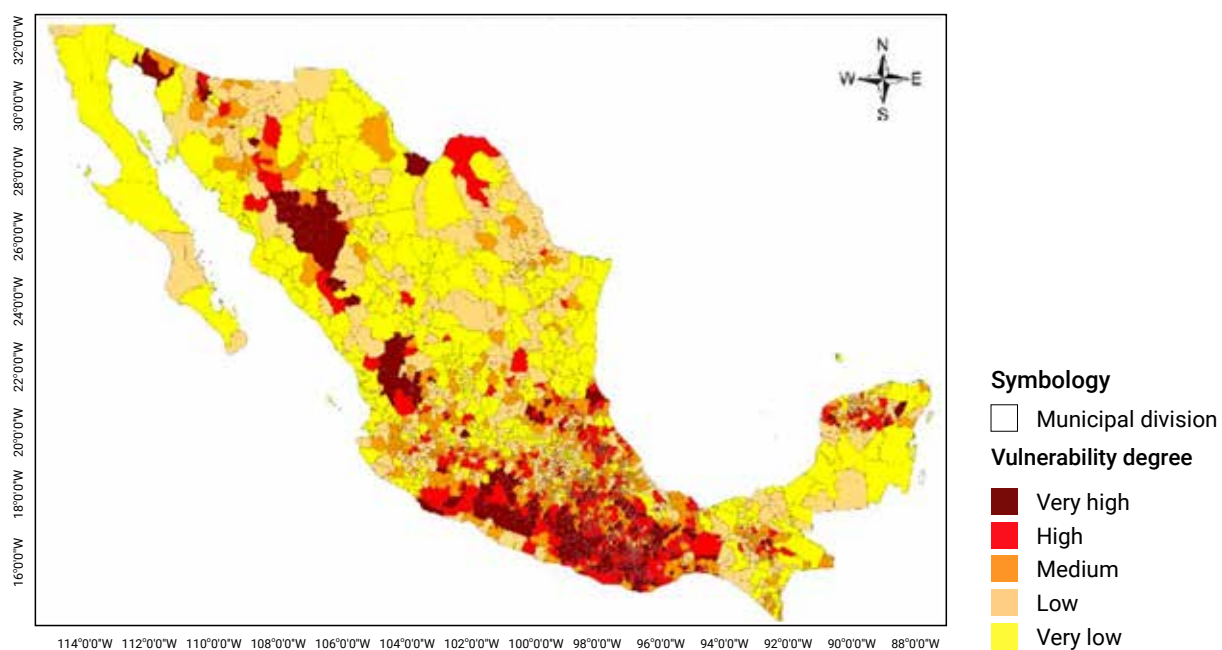 N
W E
S
32°0'0"W
30°0'0"W
28°0'0"W
26°0'0"W
24°0'0"W
22°0'0"W
20°0'0"W
18°0'0"W
16°0'0"W
114°0'0"W 112°0'0"W 110°0'0"W 108°0'0"W 106°0'0"W 104°0'0"W 102°0'0"W 100°0'0"W 98°0'0"W 96°0'0"W 94°0'0"W 92°0'0"W 90°0'0"W 88°0'0"W
Symbology
Municipal division
Vulnerability degree
Very high
High
Medium
Low
Very low